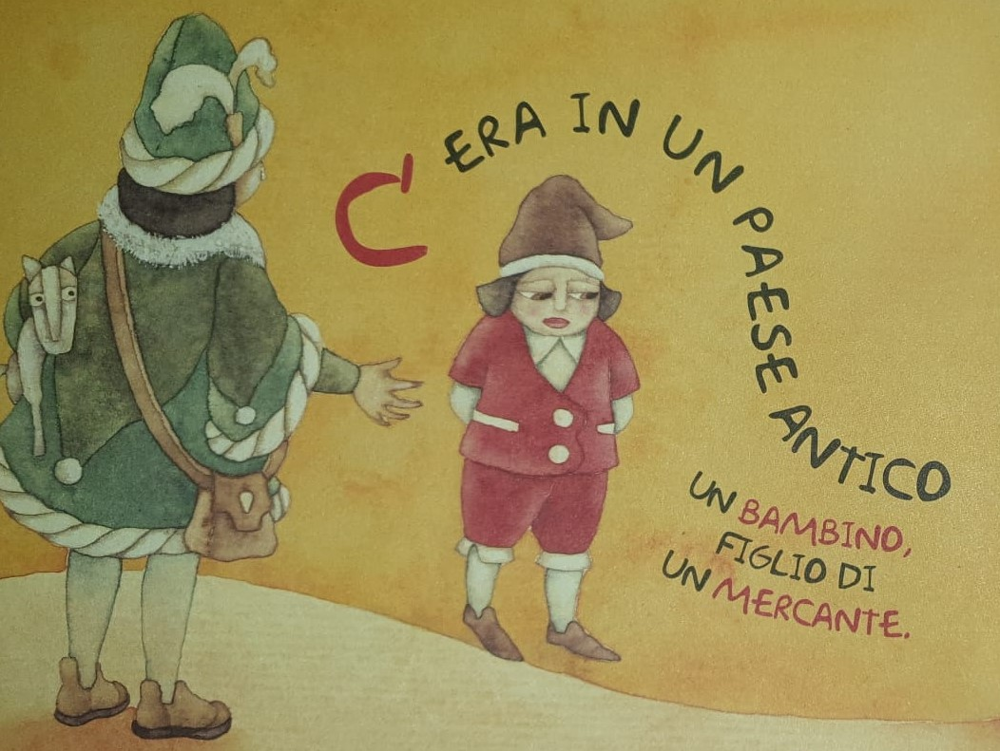 C'ERA IN UN PAESE ANTICO
UN BAMBINO,
FIGLIO DI
UN MERCANTE.